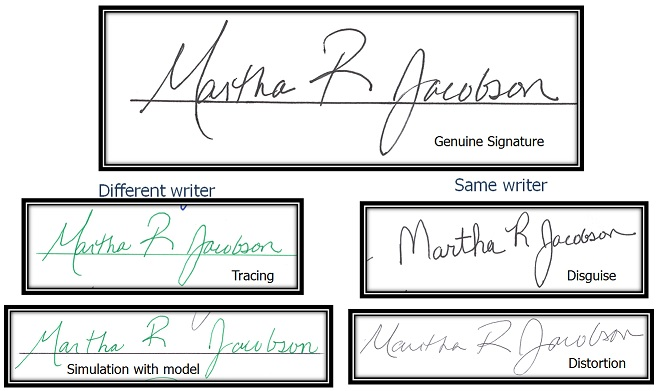 Martha R Jacobson
Genuine Signature
Different writer
Martha R Jacobson
Tracing
Martha R Jacobson
Simulation with model
Same writer
Martha R Jacobson
Disguise
Martha R Jacobson
Distortion